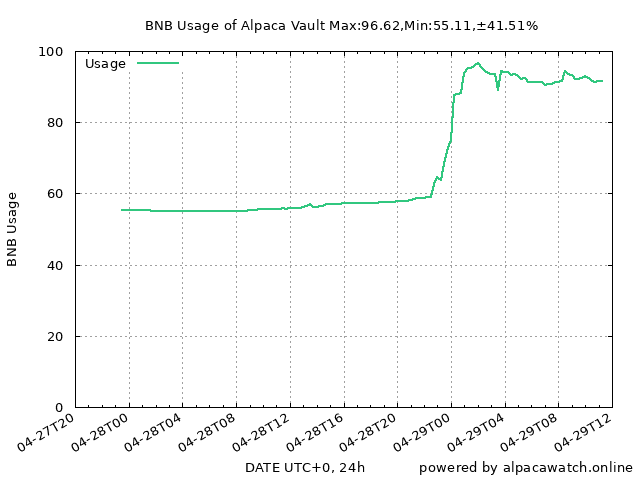 BNB Usage of Alpaca Vault Max:96.62,Min:55.11,±41.51%
Usage
100
80
60
40
20
0
BNB Usage
04-27T20
04-28T00
04-28T04
04-28T08
04-28T12
04-28T16
04-28T20
04-29T00
04-29T04
04-29T08
04-29T12
DATE UTC+0, 24h
powered by alpacawatch.online